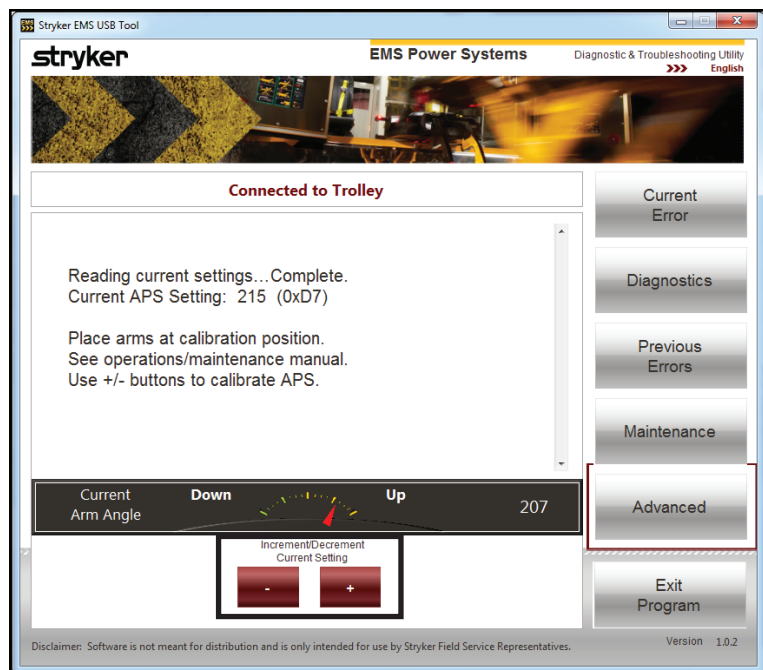 Stryker EMS USB Tool
stryker
EMS Power Systems
Diagnostic & Troubleshooting Utility
>>> English
Connected to Trolley
Current
Error
Reading current settings...Complete.
Current APS Setting: 215 (0xD7)
Diagnostics
Place arms at calibration position.
See operations/maintenance manual.
Use +/- buttons to calibrate APS.
Previous
Errors
Maintenance
Current
Arm Angle
Down
Up
207
Advanced
Increment/Decrement
Current Setting
-
+
Exit
Program
Disclaimer: Software is not meant for distribution and is only intended for use by Stryker Field Service Representatives.
Version 1.0.2